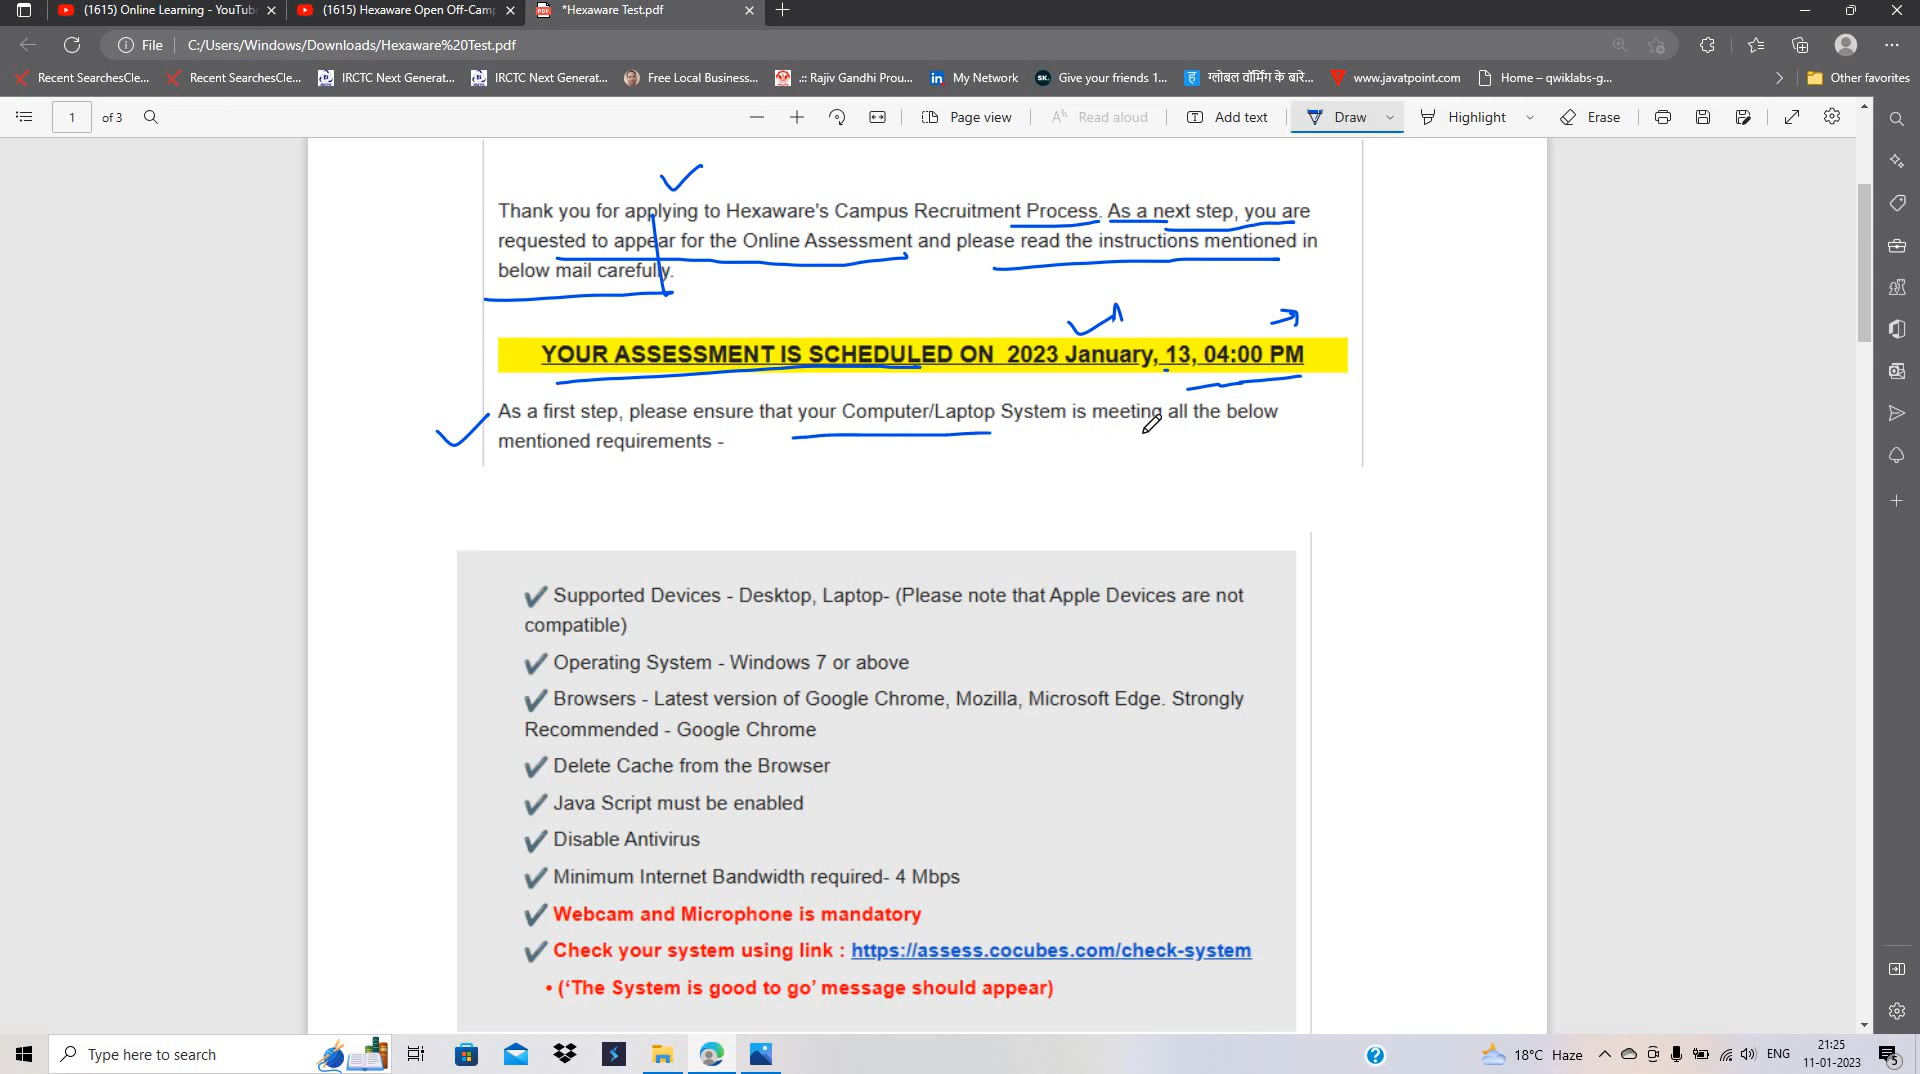 (1615) Online Learning - YouTub
(1615) Hexaware Open Off-Cam
*Hexaware Test.pdf
File
C:/Users/Windows/Downloads/Hexaware%20Test.pdf
Recent SearchesCle...
Recent SearchesCle...
IRCTC Next Generat...
IRCTC Next Generat...
Free Local Business...
.:: Rajiv Gandhi Prou...
My Network
Give your friends 1...
ग्लोबल वॉर्मिंग के बारे...
www.javatpoint.com
Home – qwiklabs-g...
Other favorites
1 of 3
Page view
Read aloud
Add text
Draw
Highlight
Erase
Thank you for applying to Hexaware's Campus Recruitment Process. As a next step, you are
requested to appear for the Online Assessment and please read the instructions mentioned in
below mail carefully.
YOUR ASSESSMENT IS SCHEDULED ON 2023 January, 13, 04:00 PM
As a first step, please ensure that your Computer/Laptop System is meeting all the below
mentioned requirements -
✔ Supported Devices - Desktop, Laptop- (Please note that Apple Devices are not
compatible)
✔ Operating System - Windows 7 or above
✔ Browsers - Latest version of Google Chrome, Mozilla, Microsoft Edge. Strongly
Recommended - Google Chrome
✔ Delete Cache from the Browser
✔ Java Script must be enabled
✔ Disable Antivirus
✔ Minimum Internet Bandwidth required- 4 Mbps
✔ Webcam and Microphone is mandatory
✔ Check your system using link : https://assess.cocubes.com/check-system
• (‘The System is good to go’ message should appear)
Type here to search
18°C Haze
ENG
21:25
11-01-2023
5